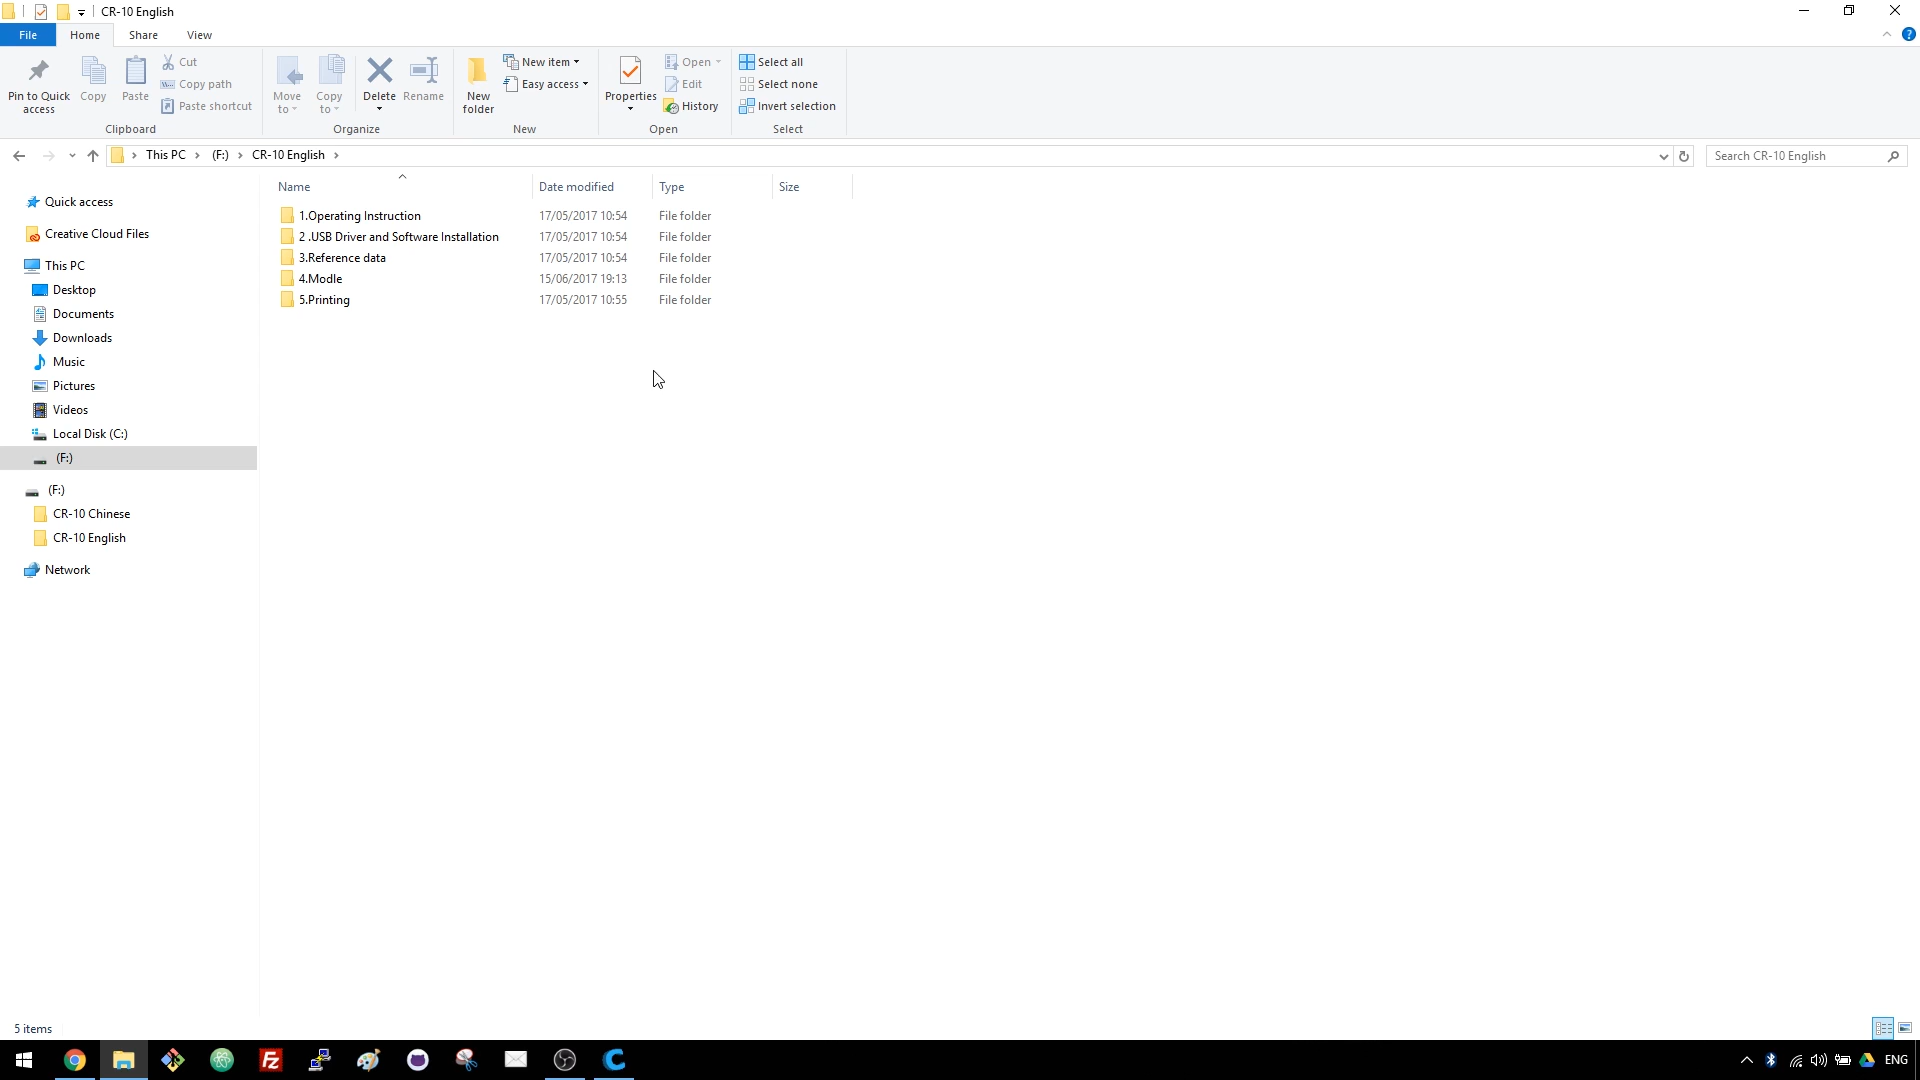 CR-10 English
File Home Share View
Pin to Quick access
Copy
Paste
Cut
Copy path
Paste shortcut
Clipboard
Move to
Copy to
Delete
Rename
Organize
New folder
New item
Easy access
New
Properties
Open
Edit
History
Open
Select all
Select none
Invert selection
Select
This PC (F:) CR-10 English
Search CR-10 English
Name Date modified Type Size
1.Operating Instruction 17/05/2017 10:54 File folder
2 .USB Driver and Software Installation 17/05/2017 10:54 File folder
3.Reference data 17/05/2017 10:54 File folder
4.Modle 15/06/2017 19:13 File folder
5.Printing 17/05/2017 10:55 File folder
Quick access
Creative Cloud Files
This PC
Desktop
Documents
Downloads
Music
Pictures
Videos
Local Disk (C:)
(F:)
(F:)
CR-10 Chinese
CR-10 English
Network
5 items
Fz
ENG